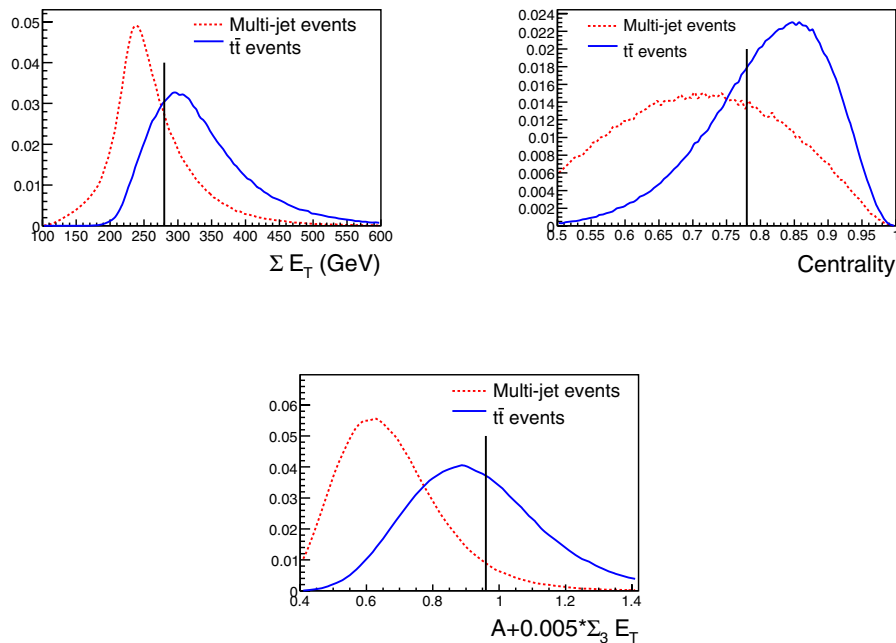 0.05
0.04
0.03
0.02
0.01
0
100 150 200 250 300 350 400 450 500 550 600
Multi-jet events
tt̄ events
Σ E_T (GeV)
0.024
0.022
0.02
0.018
0.016
0.014
0.012
0.01
0.008
0.006
0.004
0.002
0.000
0.5 0.55 0.6 0.65 0.7 0.75 0.8 0.85 0.9 0.95 1
Multi-jet events
tt̄ events
Centrality
0.06
0.05
0.04
0.03
0.02
0.01
0
0.4 0.6 0.8 1 1.2 1.4
Multi-jet events
tt̄ events
A+0.005*Σ₃ E_T